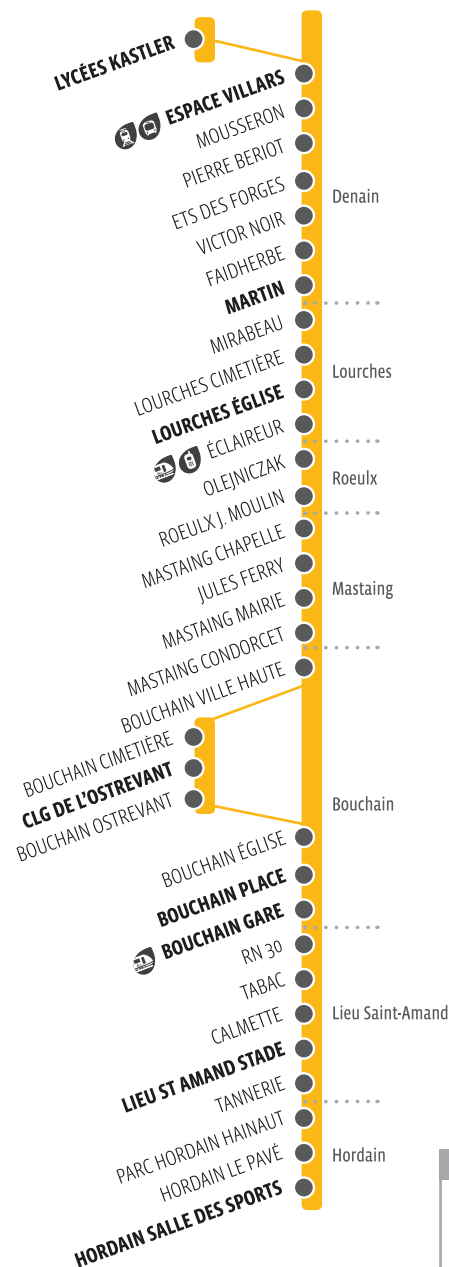 LYCÉES KASTLER
ESPACE VILLARS
MOUSSERON
PIERRE BERIOT
ETS DES FORGES
Denain
VICTOR NOIR
FAIDHERBE
MARTIN
MIRABEAU
LOURCHES CIMETIÈRE
Lourches
LOURCHES ÉGLISE
ÉCLAIREUR
OLEJNICZAK
Roeulx
ROEULX J. MOULIN
MASTAING CHAPELLE
JULES FERRY
Mastaing
MASTAING MAIRIE
MASTAING CONDORCET
BOUCHAIN VILLE HAUTE
BOUCHAIN CIMETIÈRE
CLG DE L'OSTREVANT
BOUCHAIN OSTREVANT
Bouchain
BOUCHAIN ÉGLISE
BOUCHAIN PLACE
BOUCHAIN GARE
RN 30
TABAC
CALMETTE
Lieu Saint-Amand
LIEU ST AMAND STADE
TANNERIE
PARC HORDAIN HAINAUT
HORDAIN LE PAVÉ
Hordain
HORDAIN SALLE DES SPORTS